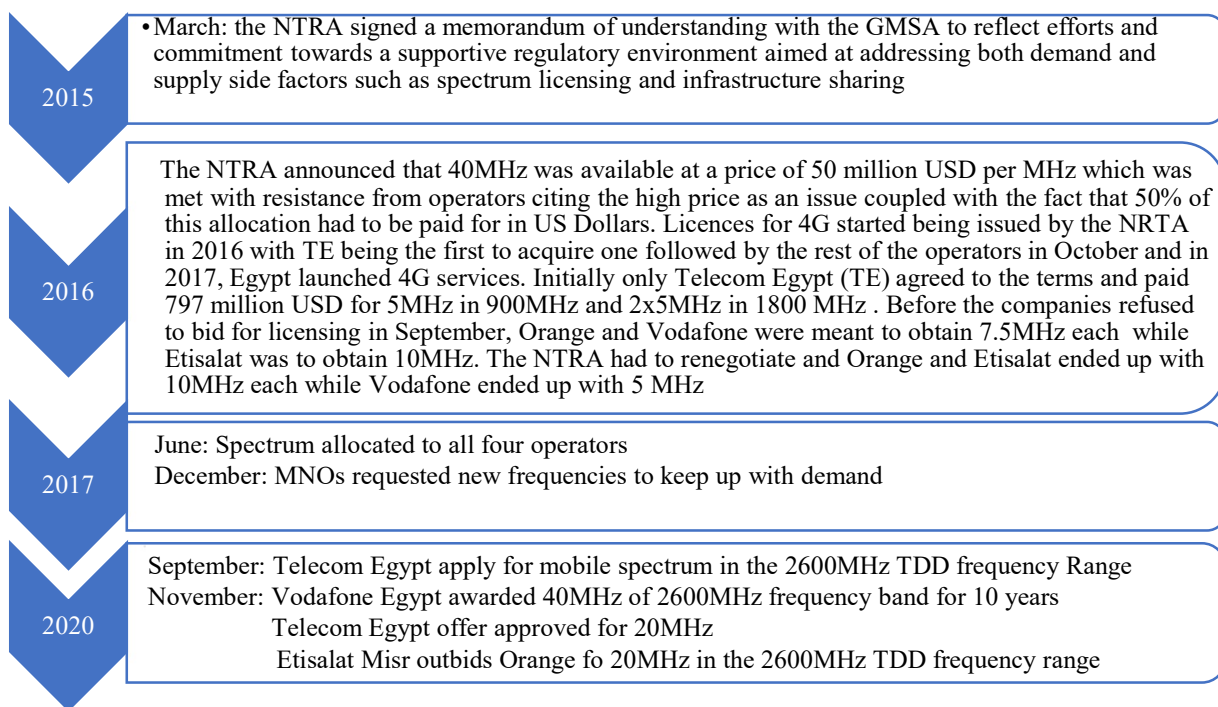 2015
•March: the NTRA signed a memorandum of understanding with the GMSA to reflect efforts and
commitment towards a supportive regulatory environment aimed at addressing both demand and
supply side factors such as spectrum licensing and infrastructure sharing
2016
The NTRA announced that 40MHz was available at a price of 50 million USD per MHz which was
met with resistance from operators citing the high price as an issue coupled with the fact that 50% of
this allocation had to be paid for in US Dollars. Licences for 4G started being issued by the NRTA
in 2016 with TE being the first to acquire one followed by the rest of the operators in October and in
2017, Egypt launched 4G services. Initially only Telecom Egypt (TE) agreed to the terms and paid
797 million USD for 5MHz in 900MHz and 2x5MHz in 1800 MHz . Before the companies refused
to bid for licensing in September, Orange and Vodafone were meant to obtain 7.5MHz each while
Etisalat was to obtain 10MHz. The NTRA had to renegotiate and Orange and Etisalat ended up with
10MHz each while Vodafone ended up with 5 MHz
2017
June: Spectrum allocated to all four operators
December: MNOs requested new frequencies to keep up with demand
2020
September: Telecom Egypt apply for mobile spectrum in the 2600MHz TDD frequency Range
November: Vodafone Egypt awarded 40MHz of 2600MHz frequency band for 10 years
Telecom Egypt offer approved for 20MHz
Etisalat Misr outbids Orange fo 20MHz in the 2600MHz TDD frequency range